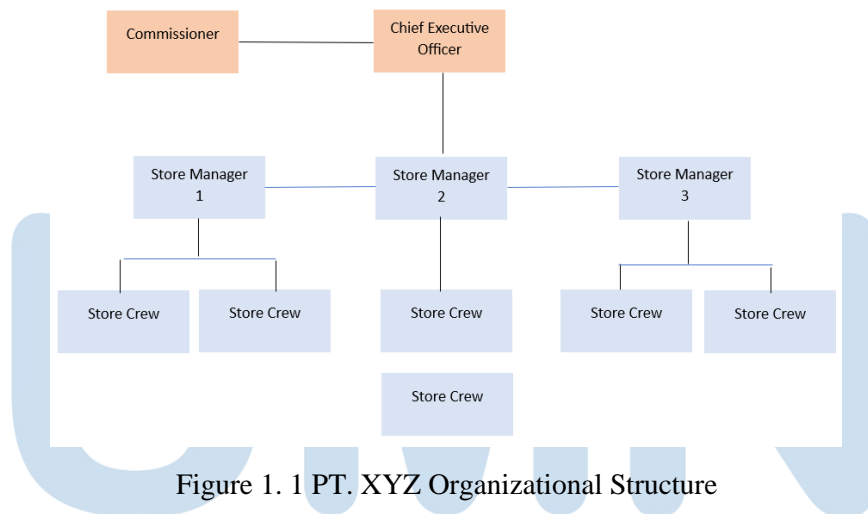 Commissioner
Chief Executive
Officer
Store Manager
1
Store Manager
2
Store Manager
3
Store Crew
Store Crew
Store Crew
Store Crew
Store Crew
Store Crew
Figure 1. 1 PT. XYZ Organizational Structure